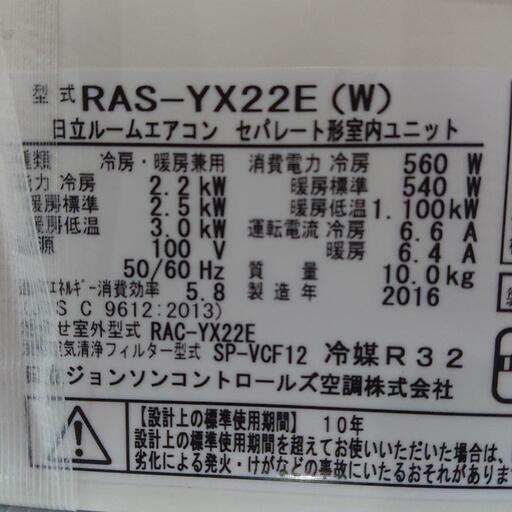 型式 RAS-YX22E (W)
日立ルームエアコン セパレート形室内ユニット
種類 冷房・暖房兼用 消費電力 冷房 560 W
能力 冷房 2.2 kW 暖房標準 540 W
暖房標準 2.5 kW 暖房低温 1.100 kW
暖房低温 3.0 kW 運転電流 冷房 6.6 A
電源 100 V 暖房 6.4 A
50/60 Hz 質量 10.0 kg
エネルギー消費効率 5.8 製造年 2016
S C 9612:2013)
せ室外型式 RAC-YX22E
気清浄フィルター型式 SP-VCF12 冷媒R32
ジョンソンコントロールズ空調株式会社
【設計上の標準使用期間】 10年
設計上の標準使用期間を超えてお使いいただいた場合は、
劣化による発火・けがなどの事故にいたるおそれがありま